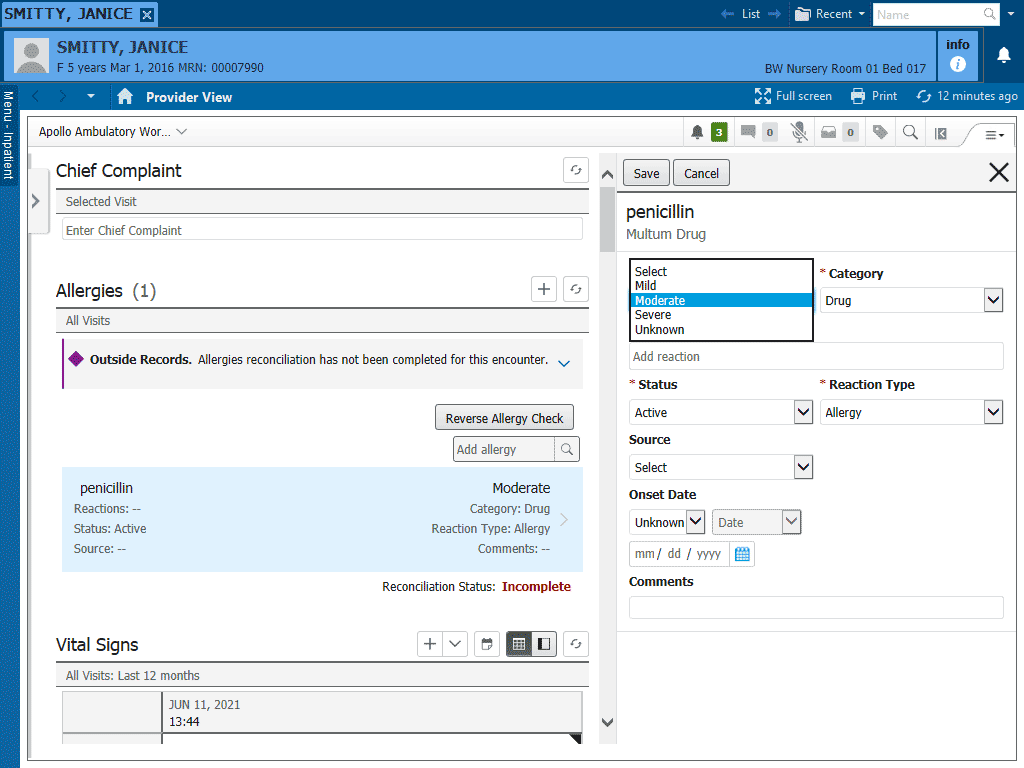 SMITTY, JANICE
List
Recent
Name
SMITTY, JANICE
F 5 years Mar 1, 2016 MRN: 00007990
BW Nursery Room 01 Bed 017
info
Menu - Inpatient
Provider View
Full screen
Print
12 minutes ago
Apollo Ambulatory Wor...
3
0
0
Chief Complaint
Selected Visit
Enter Chief Complaint
Allergies (1)
All Visits
Outside Records. Allergies reconciliation has not been completed for this encounter.
Reverse Allergy Check
Add allergy
penicillin
Moderate
Reactions: --
Category: Drug
Status: Active
Reaction Type: Allergy
Source: --
Comments: --
Reconciliation Status: Incomplete
Vital Signs
All Visits: Last 12 months
JUN 11, 2021
13:44
Save
Cancel
penicillin
Multum Drug
Select
Mild
Moderate
Severe
Unknown
* Category
Drug
Add reaction
* Status
* Reaction Type
Active
Allergy
Source
Select
Onset Date
Unknown
Date
mm / dd / yyyy
Comments